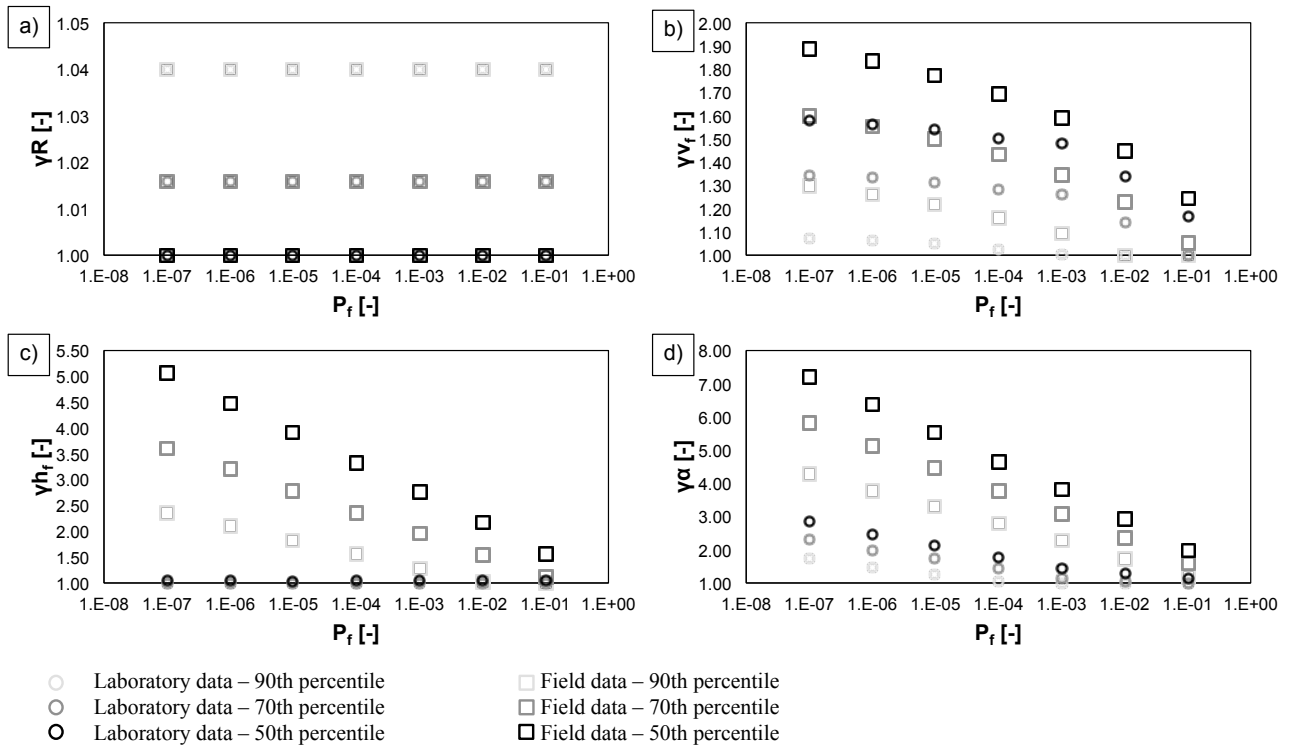 a)
1.05
1.04
1.03
1.02
1.01
1.00
γR [-]
1.E-08 1.E-07 1.E-06 1.E-05 1.E-04 1.E-03 1.E-02 1.E-01 1.E+00
Pf [-]
b)
2.00
1.90
1.80
1.70
1.60
1.50
1.40
1.30
1.20
1.10
1.00
γvf [-]
1.E-08 1.E-07 1.E-06 1.E-05 1.E-04 1.E-03 1.E-02 1.E-01 1.E+00
Pf [-]
c)
5.50
5.00
4.50
4.00
3.50
3.00
2.50
2.00
1.50
1.00
γhf [-]
1.E-08 1.E-07 1.E-06 1.E-05 1.E-04 1.E-03 1.E-02 1.E-01 1.E+00
Pf [-]
d)
8.00
7.00
6.00
5.00
4.00
3.00
2.00
1.00
γα [-]
1.E-08 1.E-07 1.E-06 1.E-05 1.E-04 1.E-03 1.E-02 1.E-01 1.E+00
Pf [-]
Laboratory data – 90th percentile
Laboratory data – 70th percentile
Laboratory data – 50th percentile
Field data – 90th percentile
Field data – 70th percentile
Field data – 50th percentile